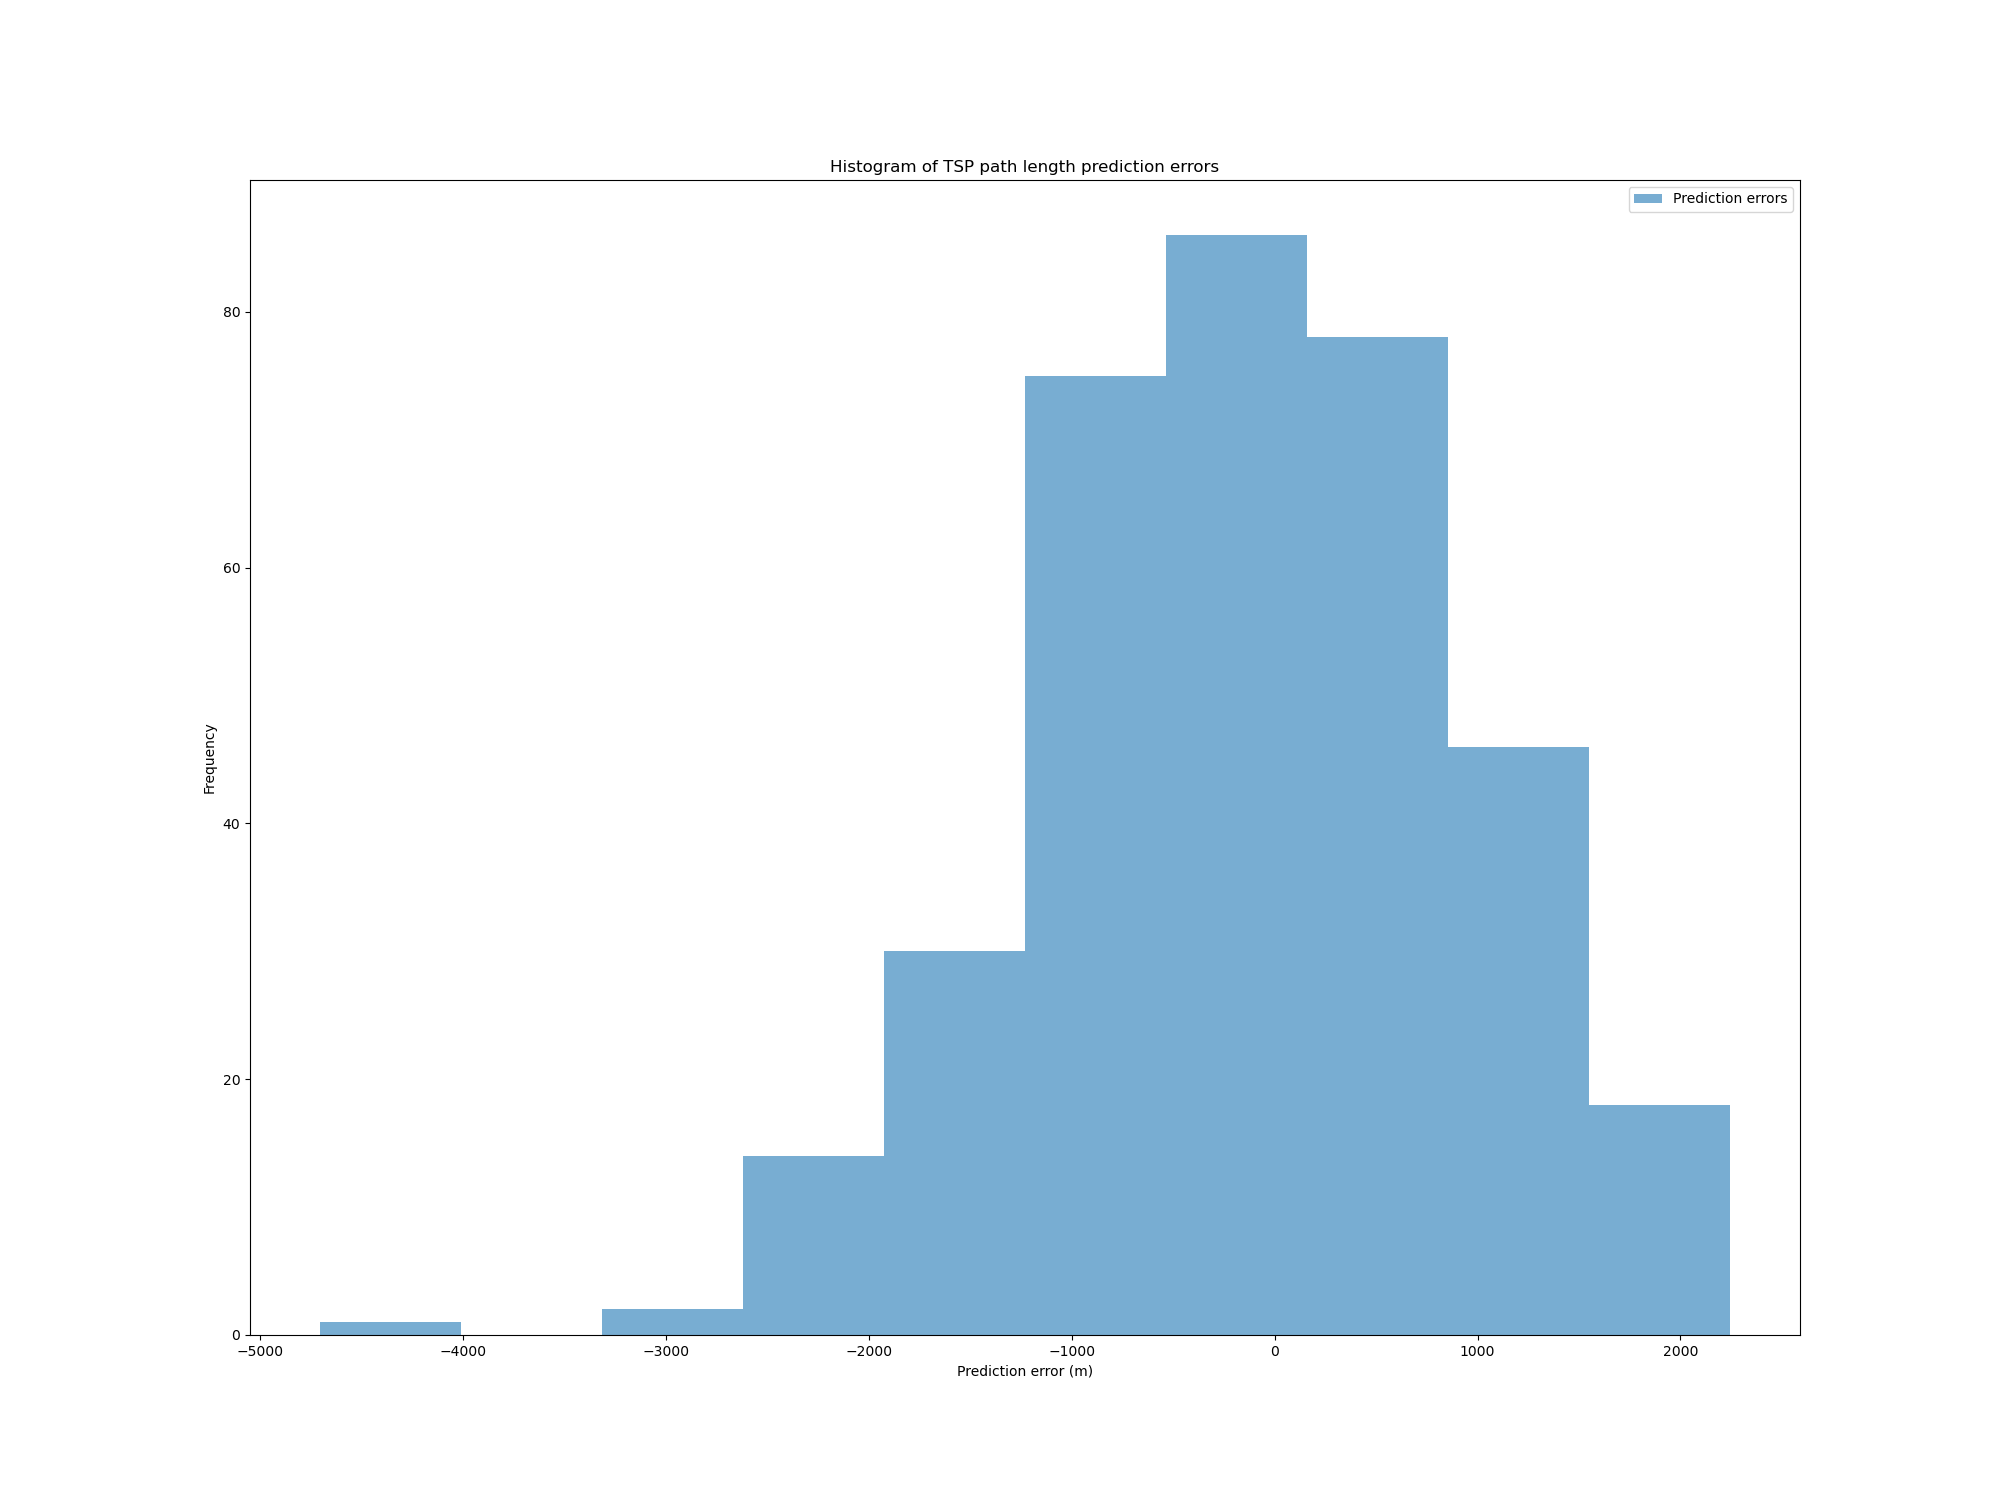 Histogram of TSP path length prediction errors
Prediction errors
80
60
40
20
0
Frequency
−5000 −4000 −3000 −2000 −1000 0 1000 2000
Prediction error (m)